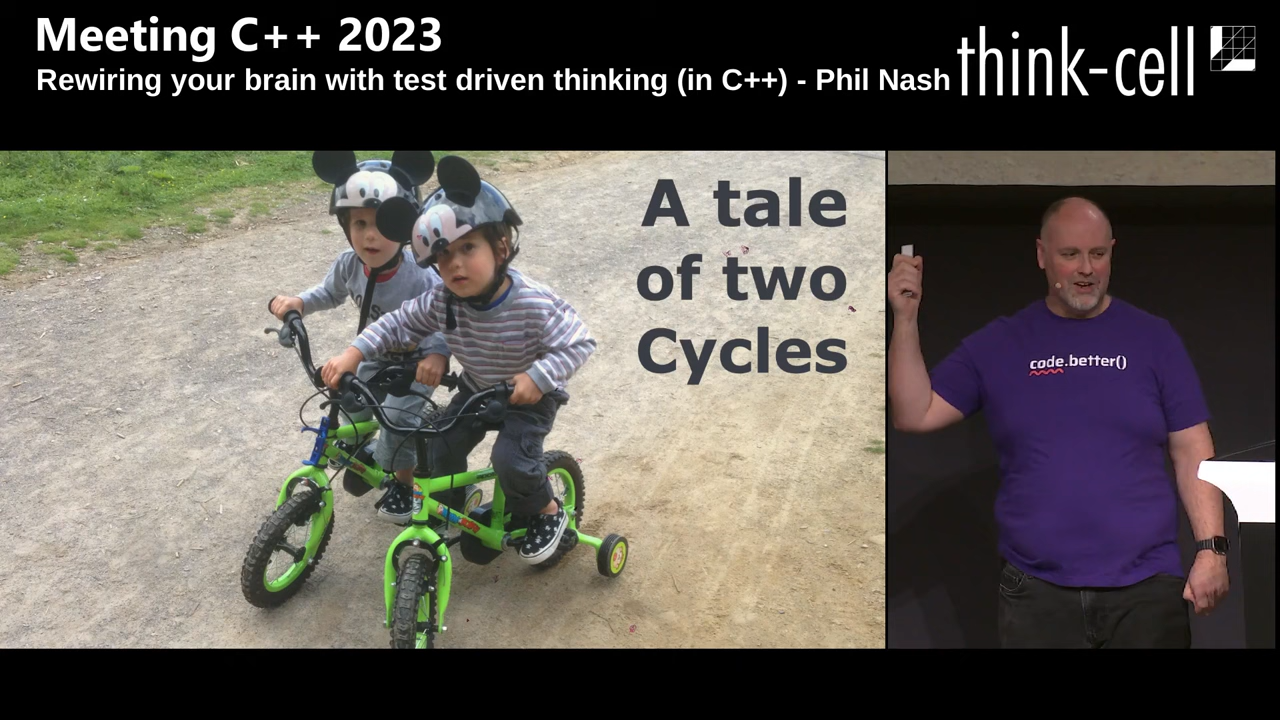 Meeting C++ 2023
Rewiring your brain with test driven thinking (in C++) - Phil Nash
think-cell
A tale
of two
Cycles
code.better()